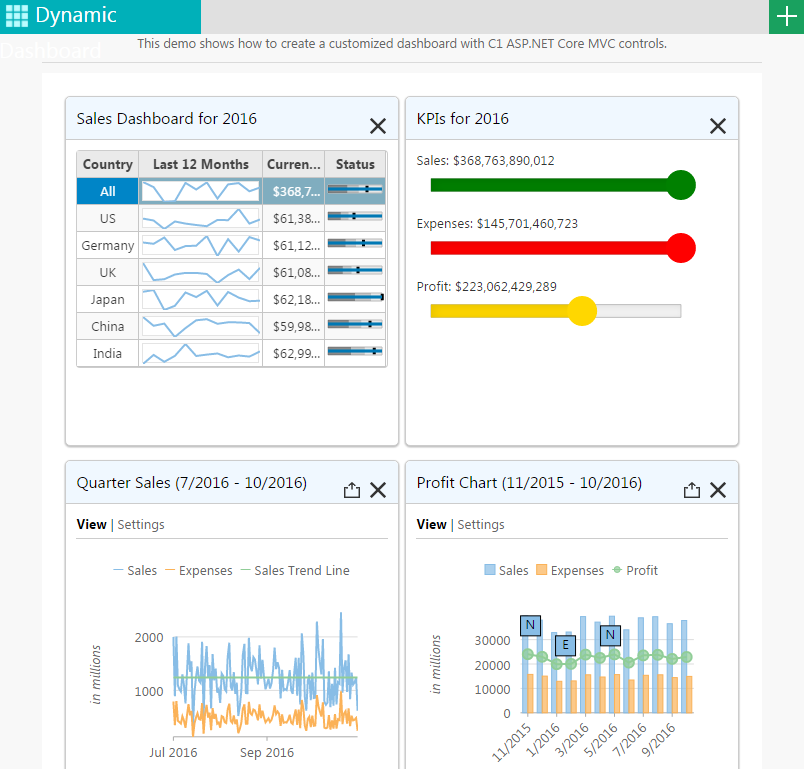 Dynamic
Dashboard
This demo shows how to create a customized dashboard with C1 ASP.NET Core MVC controls.
Sales Dashboard for 2016
Country Last 12 Months Curren... Status
All $368,7...
US $61,38...
Germany $61,12...
UK $61,08...
Japan $62,18...
China $59,98...
India $62,99...
KPIs for 2016
Sales: $368,763,890,012
Expenses: $145,701,460,723
Profit: $223,062,429,289
Quarter Sales (7/2016 - 10/2016)
View | Settings
Sales Expenses Sales Trend Line
in millions
2000
1000
Jul 2016 Sep 2016
Profit Chart (11/2015 - 10/2016)
View | Settings
Sales Expenses Profit
in millions
30000
20000
10000
0
N
E
N
11/2015 1/2016 3/2016 5/2016 7/2016 9/2016